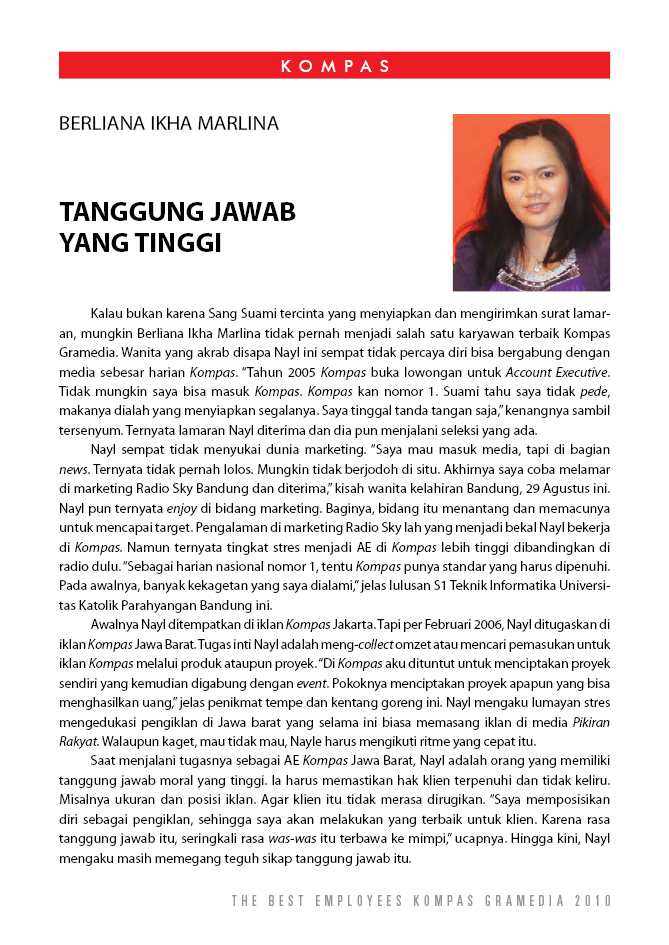 KOMPAS
BERLIANA IKHA MARLINA
TANGGUNG JAWAB
YANG TINGGI
Kalau bukan karena Sang Suami tercinta yang menyiapkan dan mengirimkan surat lamar-
an, mungkin Berliana Ikha Marlina tidak pernah menjadi salah satu karyawan terbaik Kompas
Gramedia. Wanita yang akrab disapa Nayl ini sempat tidak percaya diri bisa bergabung dengan
media sebesar harian Kompas. “Tahun 2005 Kompas buka lowongan untuk Account Executive.
Tidak mungkin saya bisa masuk Kompas. Kompas kan nomor 1. Suami tahu saya tidak pede,
makanya dialah yang menyiapkan segalanya. Saya tinggal tanda tangan saja,” kenangnya sambil
tersenyum. Ternyata lamaran Nayl diterima dan dia pun menjalani seleksi yang ada.
Nayl sempat tidak menyukai dunia marketing. “Saya mau masuk media, tapi di bagian
news. Ternyata tidak pernah lolos. Mungkin tidak berjodoh di situ. Akhirnya saya coba melamar
di marketing Radio Sky Bandung dan diterima,” kisah wanita kelahiran Bandung, 29 Agustus ini.
Nayl pun ternyata enjoy di bidang marketing. Baginya, bidang itu menantang dan memacunya
untuk mencapai target. Pengalaman di marketing Radio Sky lah yang menjadi bekal Nayl bekerja
di Kompas. Namun ternyata tingkat stres menjadi AE di Kompas lebih tinggi dibandingkan di
radio dulu. “Sebagai harian nasional nomor 1, tentu Kompas punya standar yang harus dipenuhi.
Pada awalnya, banyak kekagetan yang saya dialami,” jelas lulusan S1 Teknik Informatika Universi-
tas Katolik Parahyangan Bandung ini.
Awalnya Nayl ditempatkan di iklan Kompas Jakarta. Tapi per Februari 2006, Nayl ditugaskan di
iklan Kompas Jawa Barat. Tugas inti Nayl adalah meng-collect omzet atau mencari pemasukan untuk
iklan Kompas melalui produk ataupun proyek. “Di Kompas aku dituntut untuk menciptakan proyek
sendiri yang kemudian digabung dengan event. Pokoknya menciptakan proyek apapun yang bisa
menghasilkan uang,” jelas penikmat tempe dan kentang goreng ini. Nayl mengaku lumayan stres
mengedukasi pengiklan di Jawa barat yang selama ini biasa memasang iklan di media Pikiran
Rakyat. Walaupun kaget, mau tidak mau, Nayle harus mengikuti ritme yang cepat itu.
Saat menjalani tugasnya sebagai AE Kompas Jawa Barat, Nayl adalah orang yang memiliki
tanggung jawab moral yang tinggi. Ia harus memastikan hak klien terpenuhi dan tidak keliru.
Misalnya ukuran dan posisi iklan. Agar klien itu tidak merasa dirugikan. “Saya memposisikan
diri sebagai pengiklan, sehingga saya akan melakukan yang terbaik untuk klien. Karena rasa
tanggung jawab itu, seringkali rasa was-was itu terbawa ke mimpi,” ucapnya. Hingga kini, Nayl
mengaku masih memegang teguh sikap tanggung jawab itu.
THE BEST EMPLOYEES KOMPAS GRAMEDIA 2010